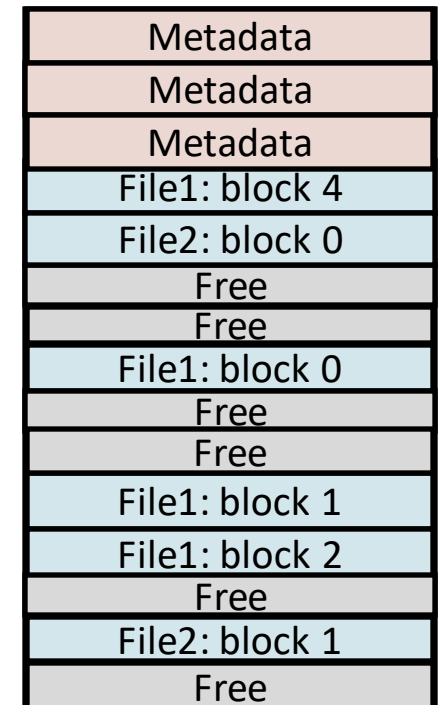 Metadata
Metadata
Metadata
File1: block 4
File2: block 0
Free
Free
File1: block 0
Free
Free
File1: block 1
File1: block 2
Free
File2: block 1
Free